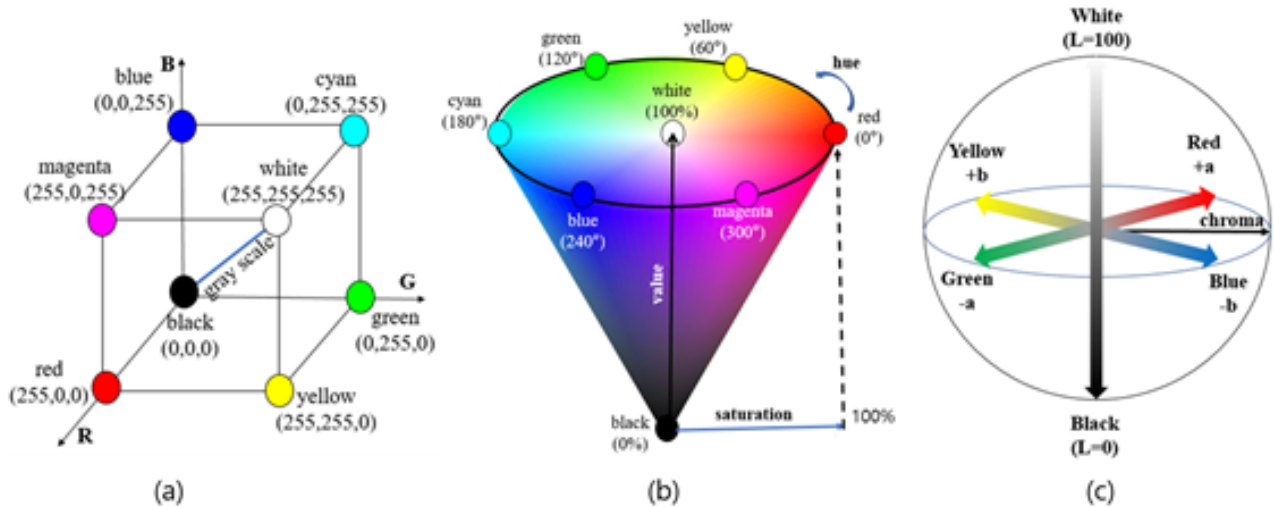 B
blue
(0,0,255)
cyan
(0,255,255)
magenta
(255,0,255)
white
(255,255,255)
gray scale
G
black
(0,0,0)
green
(0,255,0)
red
(255,0,0)
yellow
(255,255,0)
R
(a)
green
(120°)
yellow
(60°)
hue
cyan
(180°)
white
(100%)
red
(0°)
blue
(240°)
magenta
(300°)
value
black
(0%)
saturation
100%
(b)
White
(L=100)
Yellow
+b
Red
+a
chroma
Green
-a
Blue
-b
Black
(L=0)
(c)